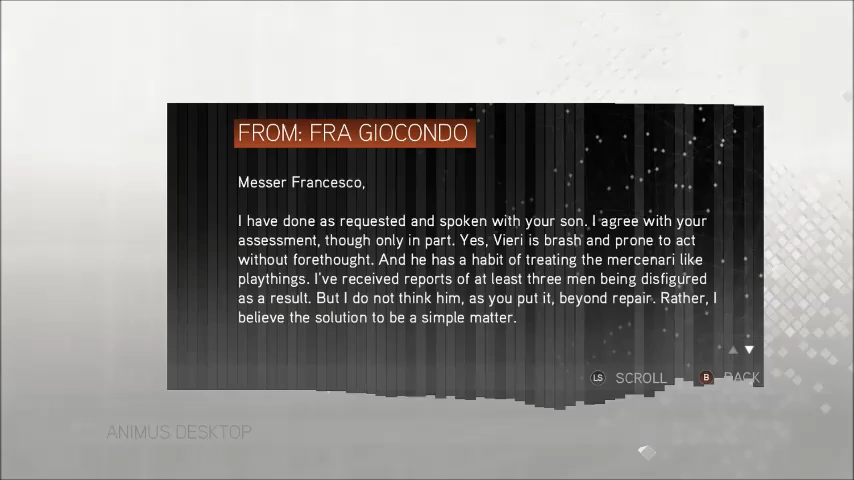 FROM: FRA GIOCONDO
Messer Francesco,
I have done as requested and spoken with your son. I agree with your
assessment, though only in part. Yes, Vieri is brash and prone to act
without forethought. And he has a habit of treating the mercenari like
playthings. I've received reports of at least three men being disfigured
as a result. But I do not think him, as you put it, beyond repair. Rather, I
believe the solution to be a simple matter.
LS SCROLL B BACK
ANIMUS DESKTOP